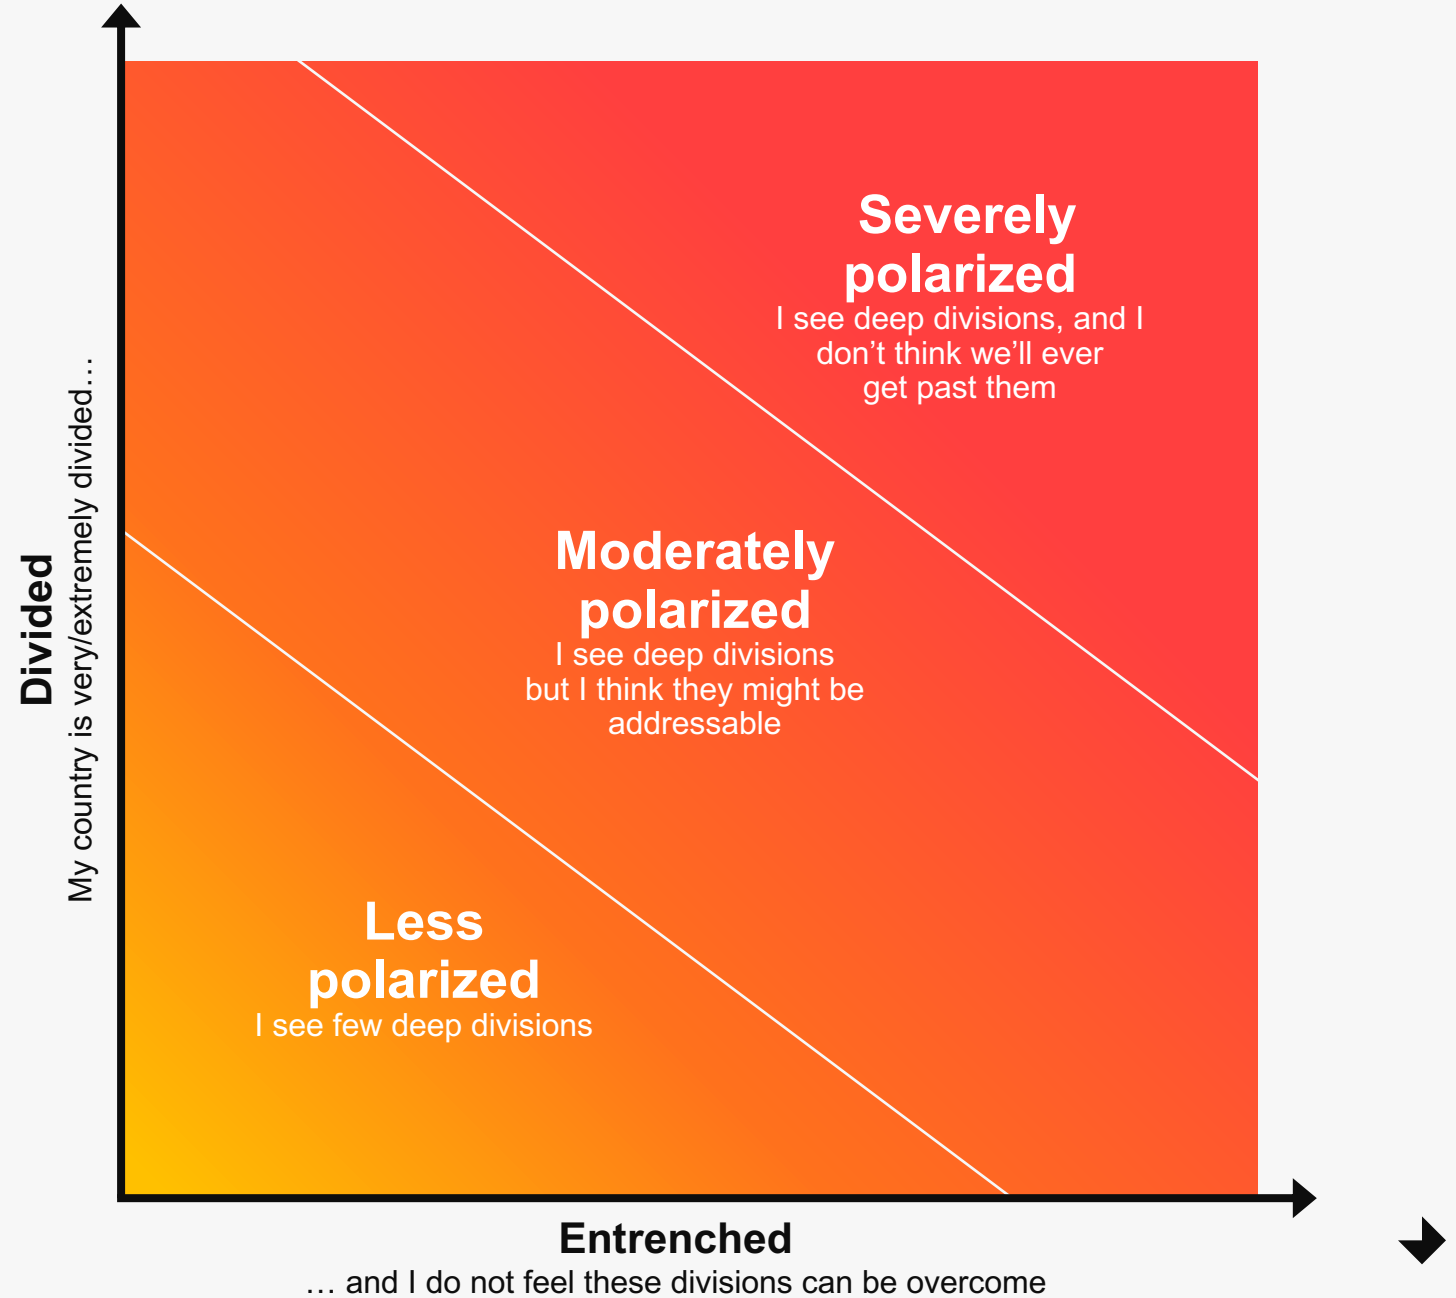 Severely
polarized
I see deep divisions, and I
don’t think we’ll ever
get past them
Divided
My country is very/extremely divided…
Moderately
polarized
I see deep divisions
but I think they might be
addressable
Less
polarized
I see few deep divisions
Entrenched
… and I do not feel these divisions can be overcome